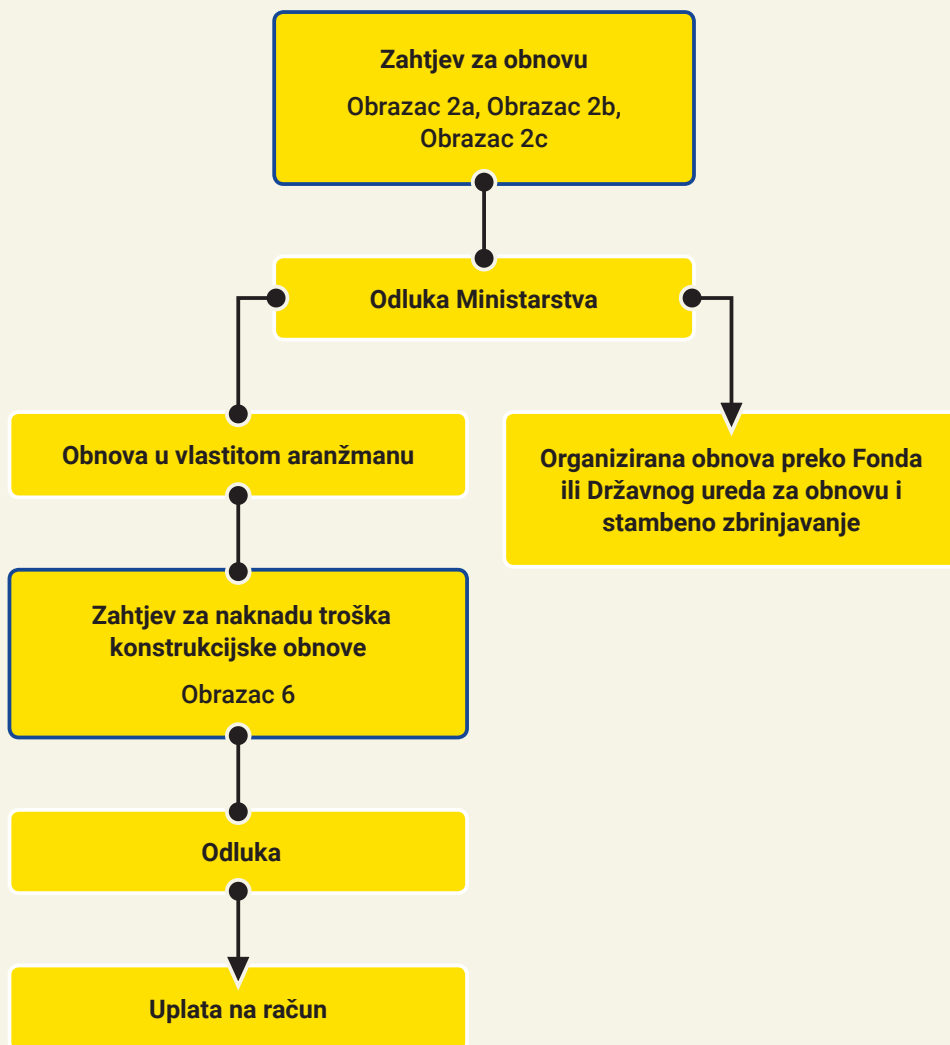 Zahtjev za obnovu
Obrazac 2a, Obrazac 2b,
Obrazac 2c
Odluka Ministarstva
Obnova u vlastitom aranžmanu
Organizirana obnova preko Fonda
ili Državnog ureda za obnovu i
stambeno zbrinjavanje
Zahtjev za naknadu troška
konstrukcijske obnove
Obrazac 6
Odluka
Uplata na račun